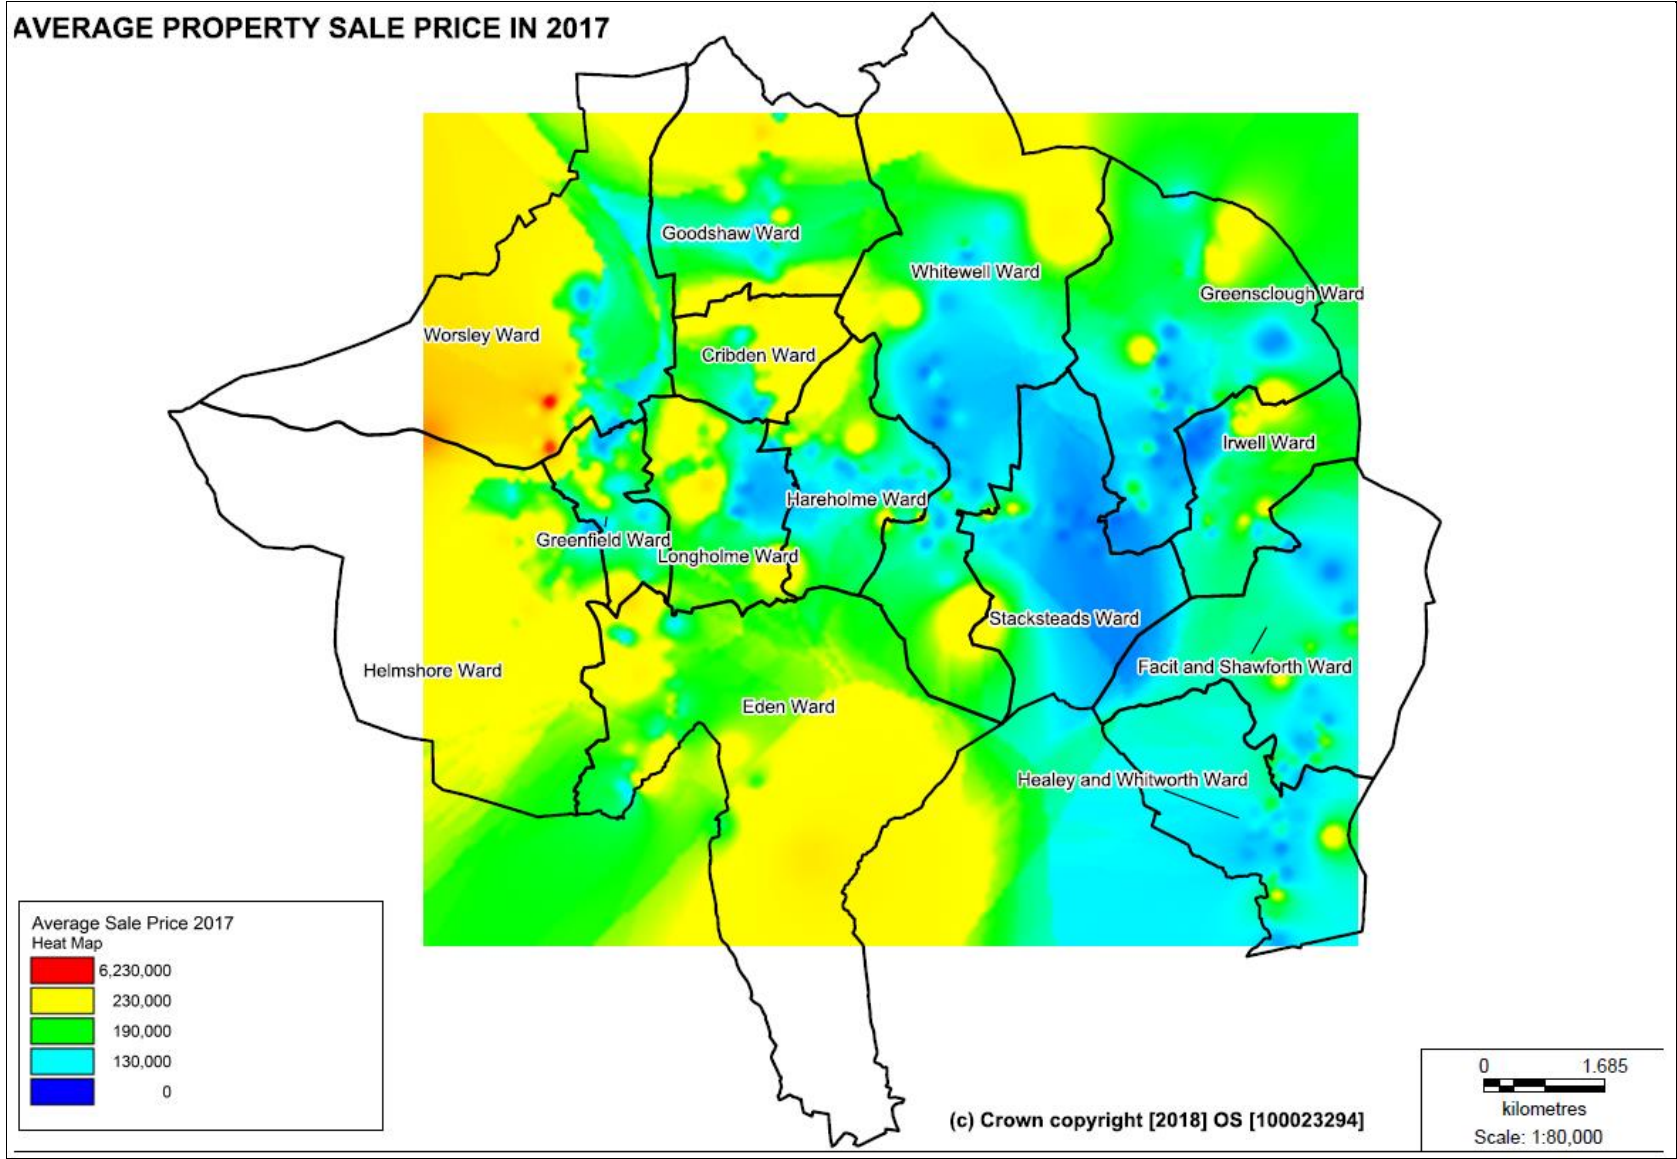 AVERAGE PROPERTY SALE PRICE IN 2017
Goodshaw Ward
Whitewell Ward
Greensclough Ward
Worsley Ward
Cribden Ward
Irwell Ward
Hareholme Ward
Greenfield Ward
Longholme Ward
Stacksteads Ward
Helmshore Ward
Facit and Shawforth Ward
Eden Ward
Healey and Whitworth Ward
Average Sale Price 2017
Heat Map
6,230,000
230,000
190,000
130,000
0
0 1.685
kilometres
Scale: 1:80,000
(c) Crown copyright [2018] OS [100023294]